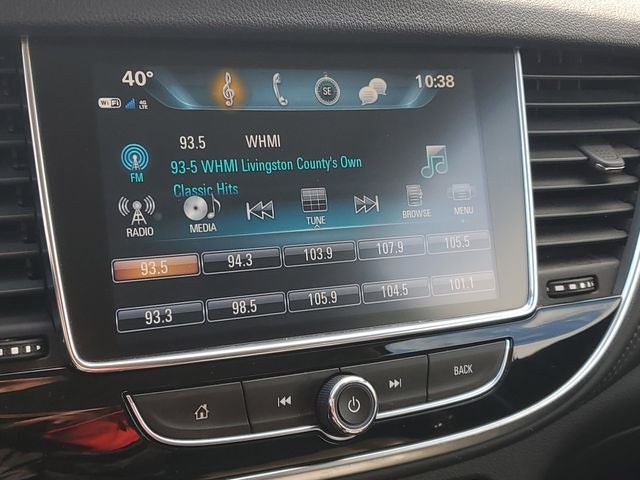 40° SE 10:38
WiFi 4G LTE
93.5 WHMI
93-5 WHMI Livingston County's Own
Classic Hits
FM
RADIO MEDIA TUNE BROWSE MENU
93.5 94.3 103.9 107.9 105.5
93.3 98.5 105.9 104.5 101.1
BACK